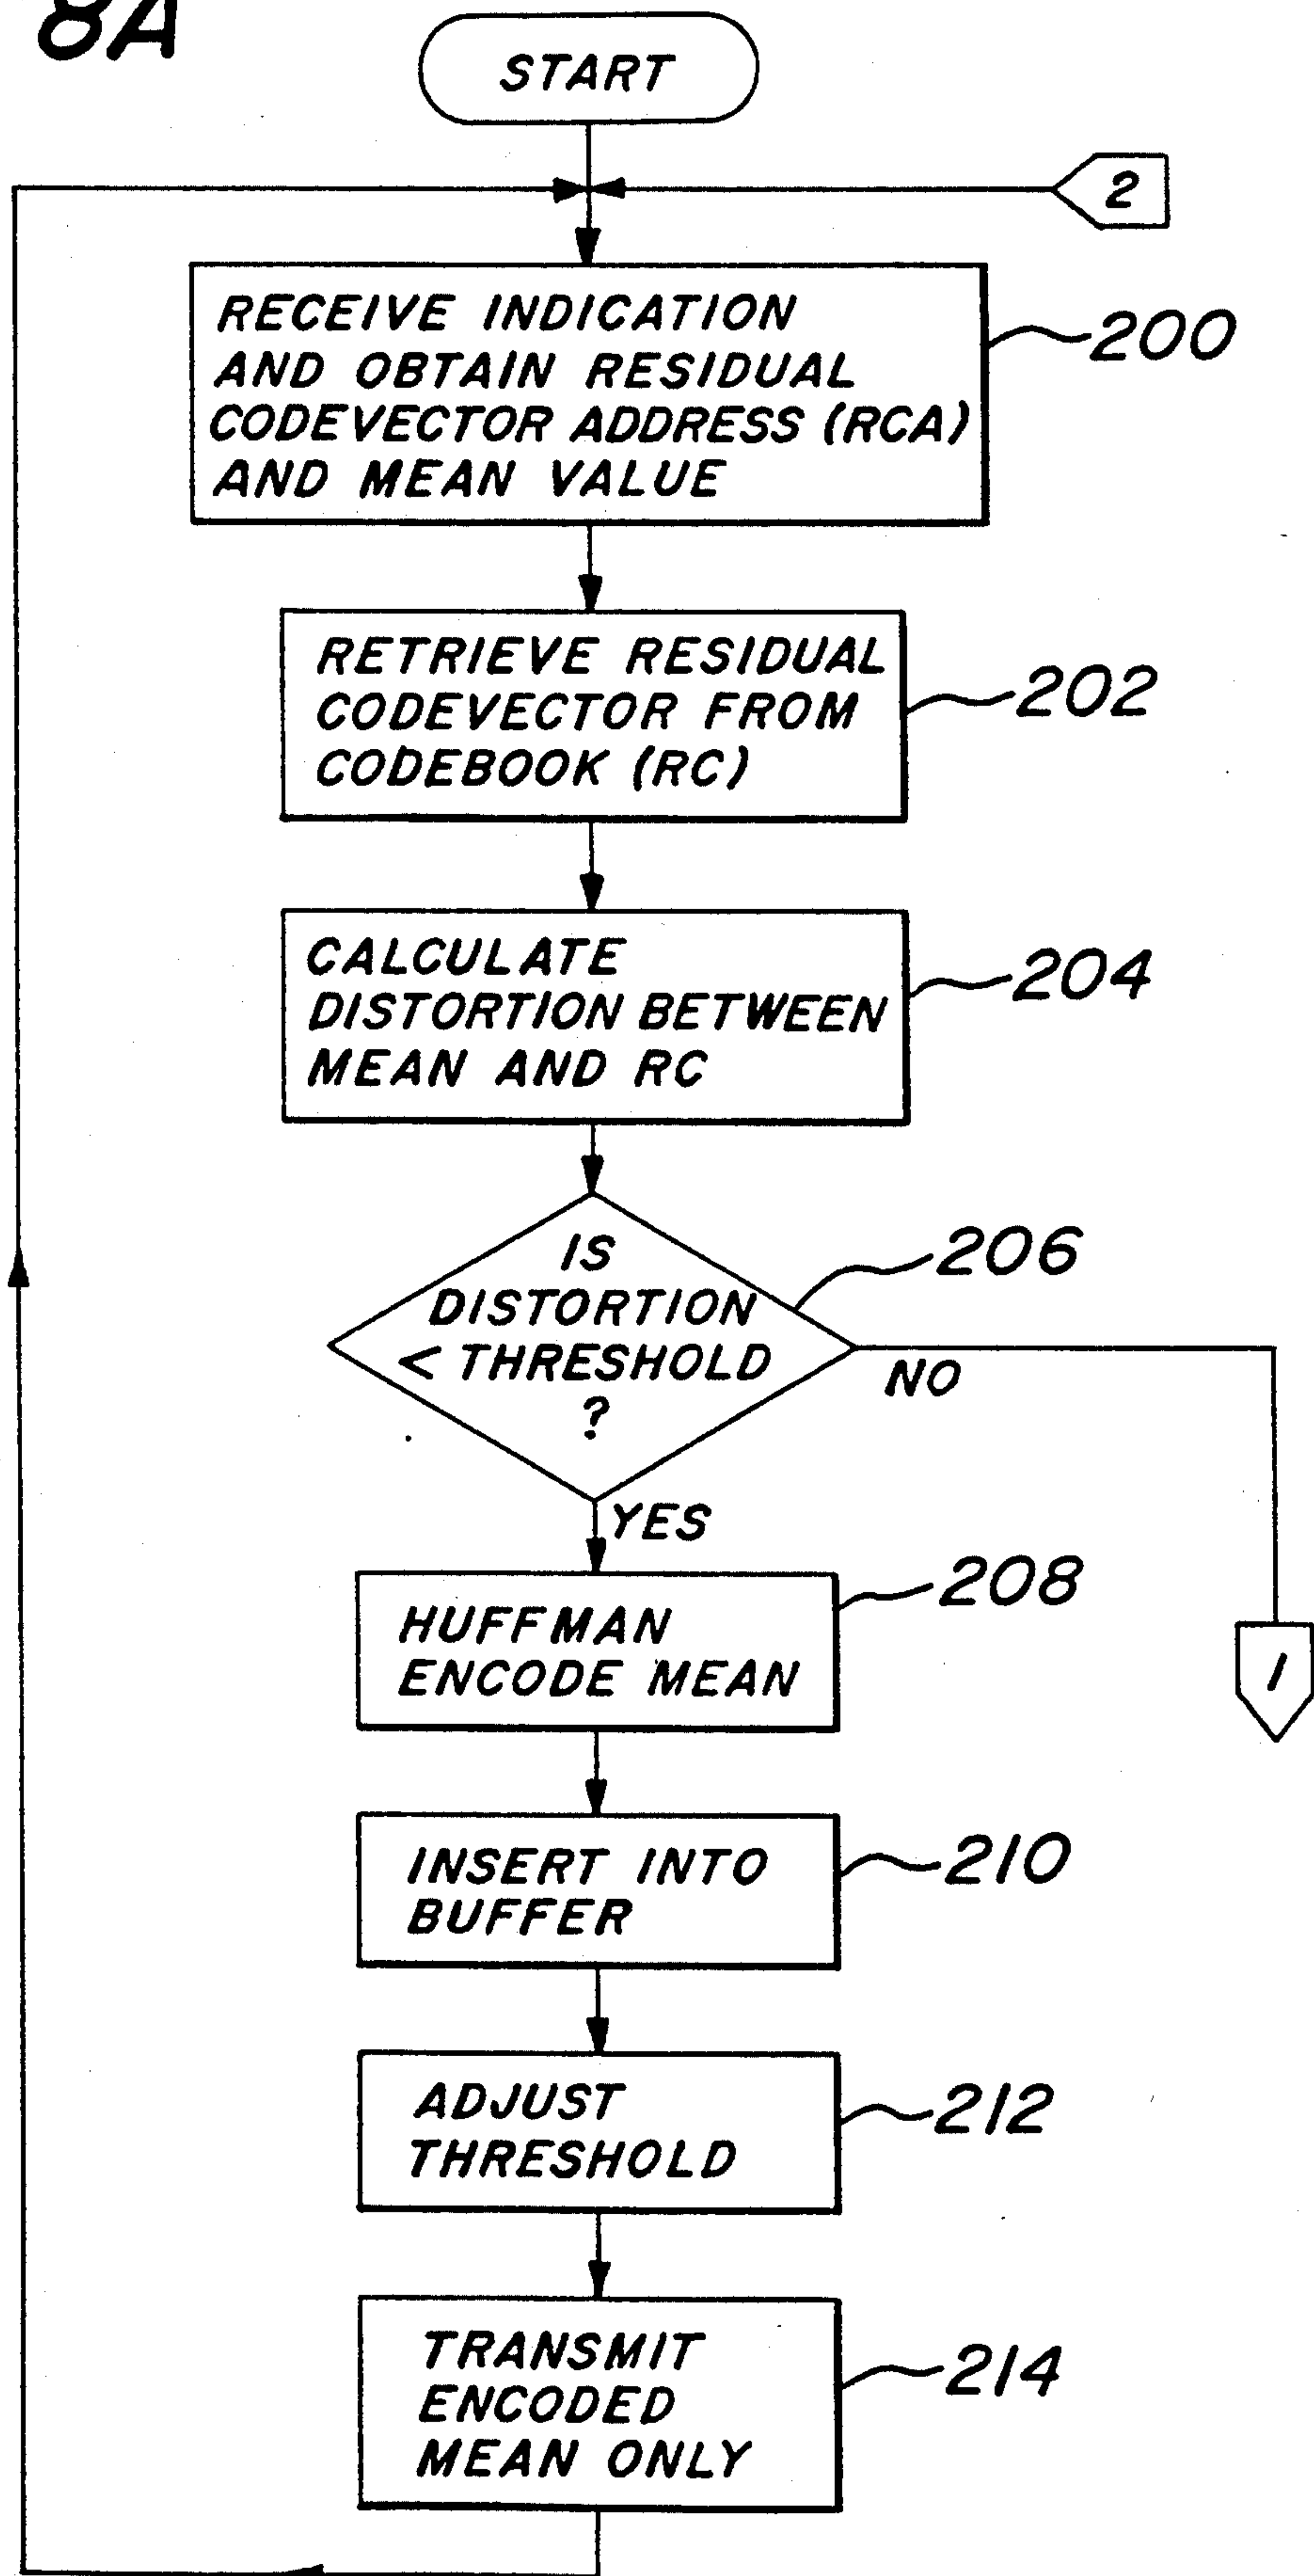 8A
START
2
RECEIVE INDICATION
AND OBTAIN RESIDUAL
CODEVECTOR ADDRESS (RCA)
AND MEAN VALUE
200
RETRIEVE RESIDUAL
CODEVECTOR FROM
CODEBOOK (RC)
202
CALCULATE
DISTORTION BETWEEN
MEAN AND RC
204
IS
DISTORTION
< THRESHOLD
?
206
NO
YES
HUFFMAN
ENCODE MEAN
208
1
INSERT INTO
BUFFER
210
ADJUST
THRESHOLD
212
TRANSMIT
ENCODED
MEAN ONLY
214